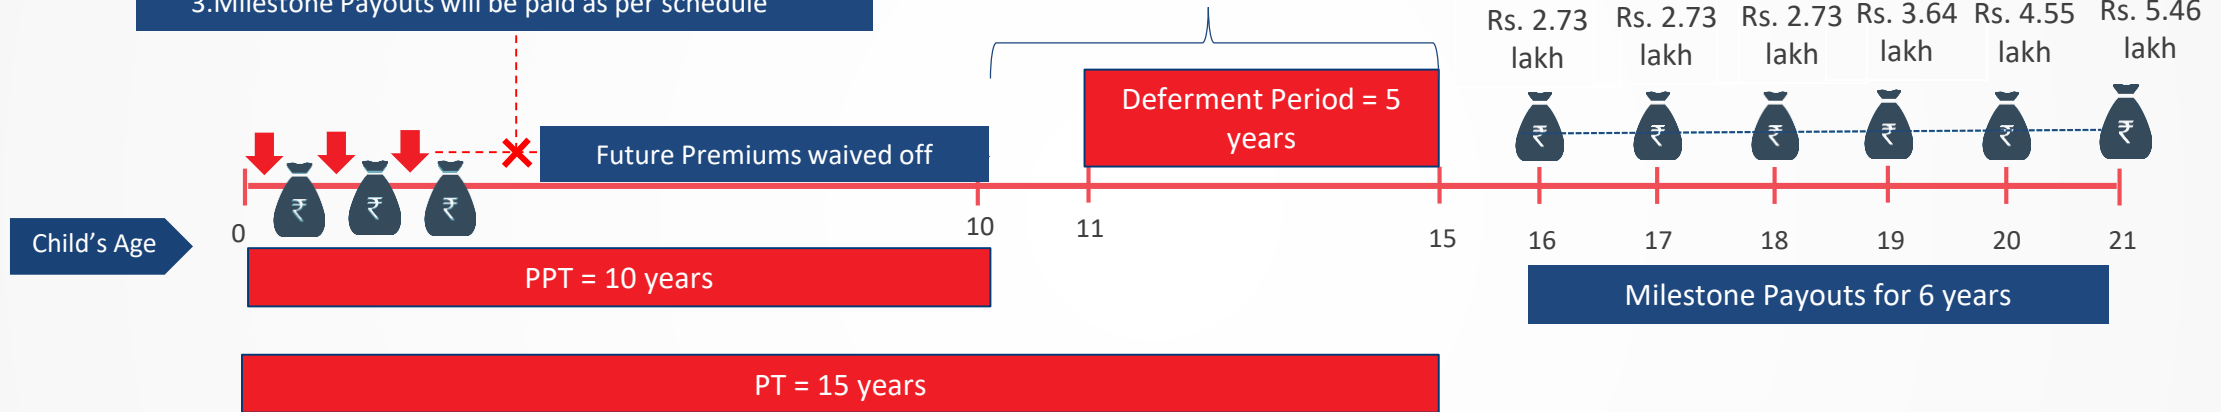 3.Milestone Payouts will be paid as per schedule
Rs. 2.73 lakh
Rs. 2.73 lakh
Rs. 2.73 lakh
Rs. 3.64 lakh
Rs. 4.55 lakh
Rs. 5.46 lakh
Deferment Period = 5
years
Future Premiums waived off
₹ ₹ ₹ ₹ ₹ ₹
₹ ₹ ₹
Child's Age
0 10 11 15 16 17 18 19 20 21
PPT = 10 years
Milestone Payouts for 6 years
PT = 15 years